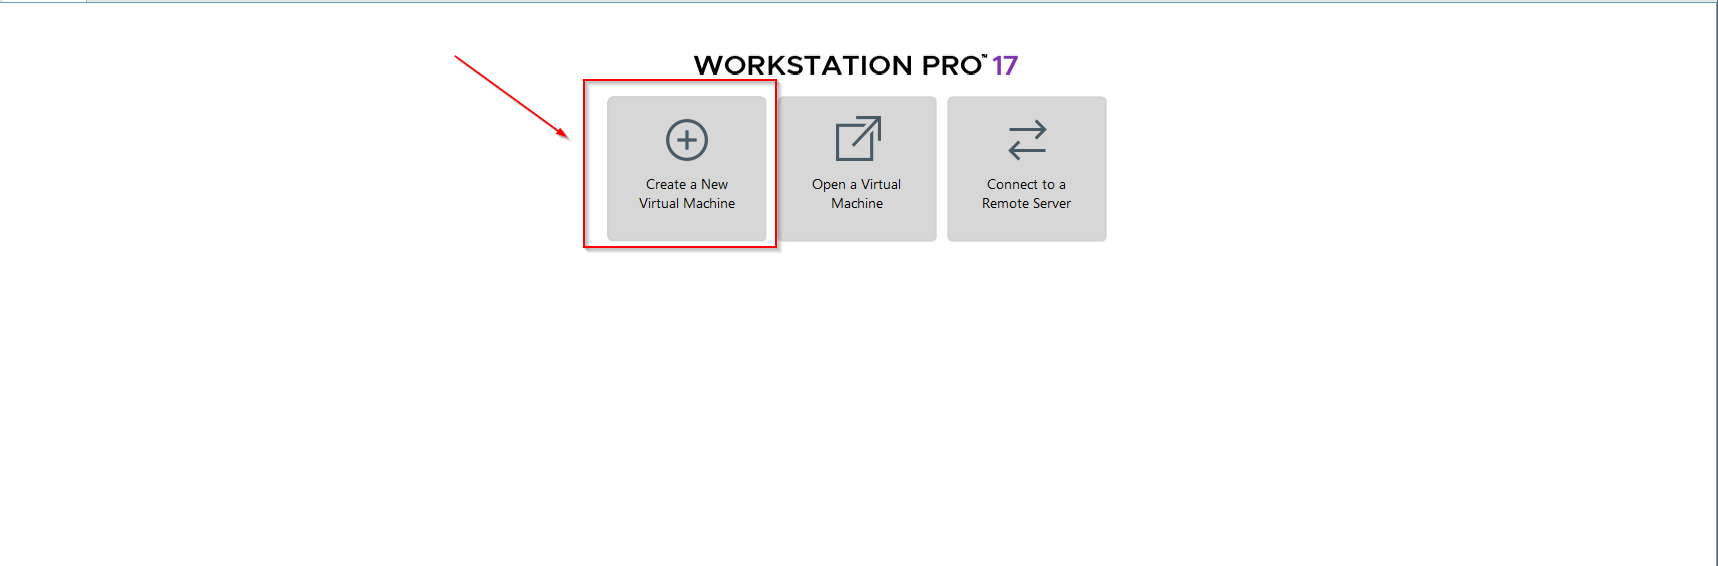 WORKSTATION PRO™ 17
Create a New
Virtual Machine
Open a Virtual
Machine
Connect to a
Remote Server